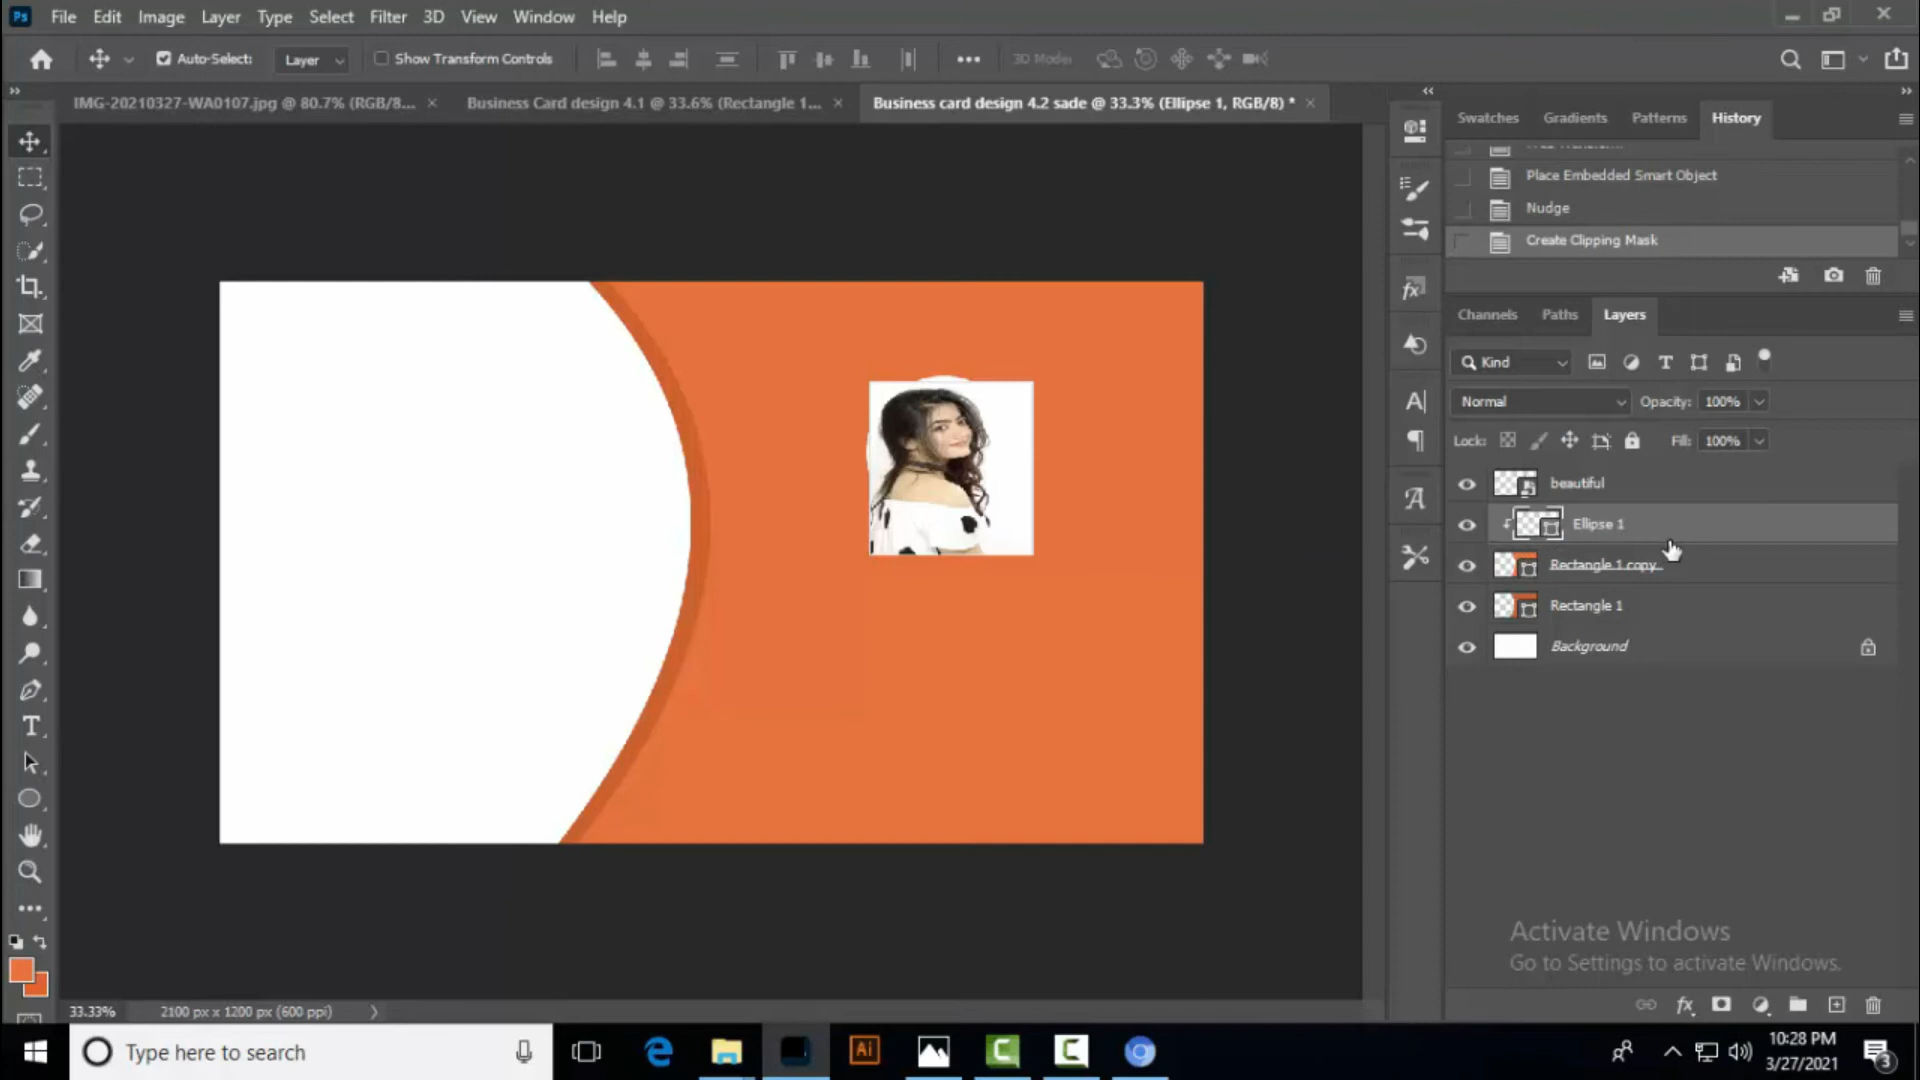 Ps File Edit Image Layer Type Select Filter 3D View Window Help
Auto-Select: Layer Show Transform Controls 3D Mode:
IMG-20210327-WA0107.jpg @ 80.7% (RGB/8... × Business Card design 4.1 @ 33.6% (Rectangle 1... × Business card design 4.2 sade @ 33.3% (Ellipse 1, RGB/8) * ×
Swatches Gradients Patterns History
Place Embedded Smart Object
Nudge
Create Clipping Mask
Channels Paths Layers
Kind
Normal Opacity: 100%
Lock: Fill: 100%
beautiful
Ellipse 1
Rectangle 1 copy
Rectangle 1
Background
Activate Windows
Go to Settings to activate Windows.
33.33% 2100 px x 1200 px (600 ppi)
Type here to search
Ai
10:28 PM
3/27/2021
3